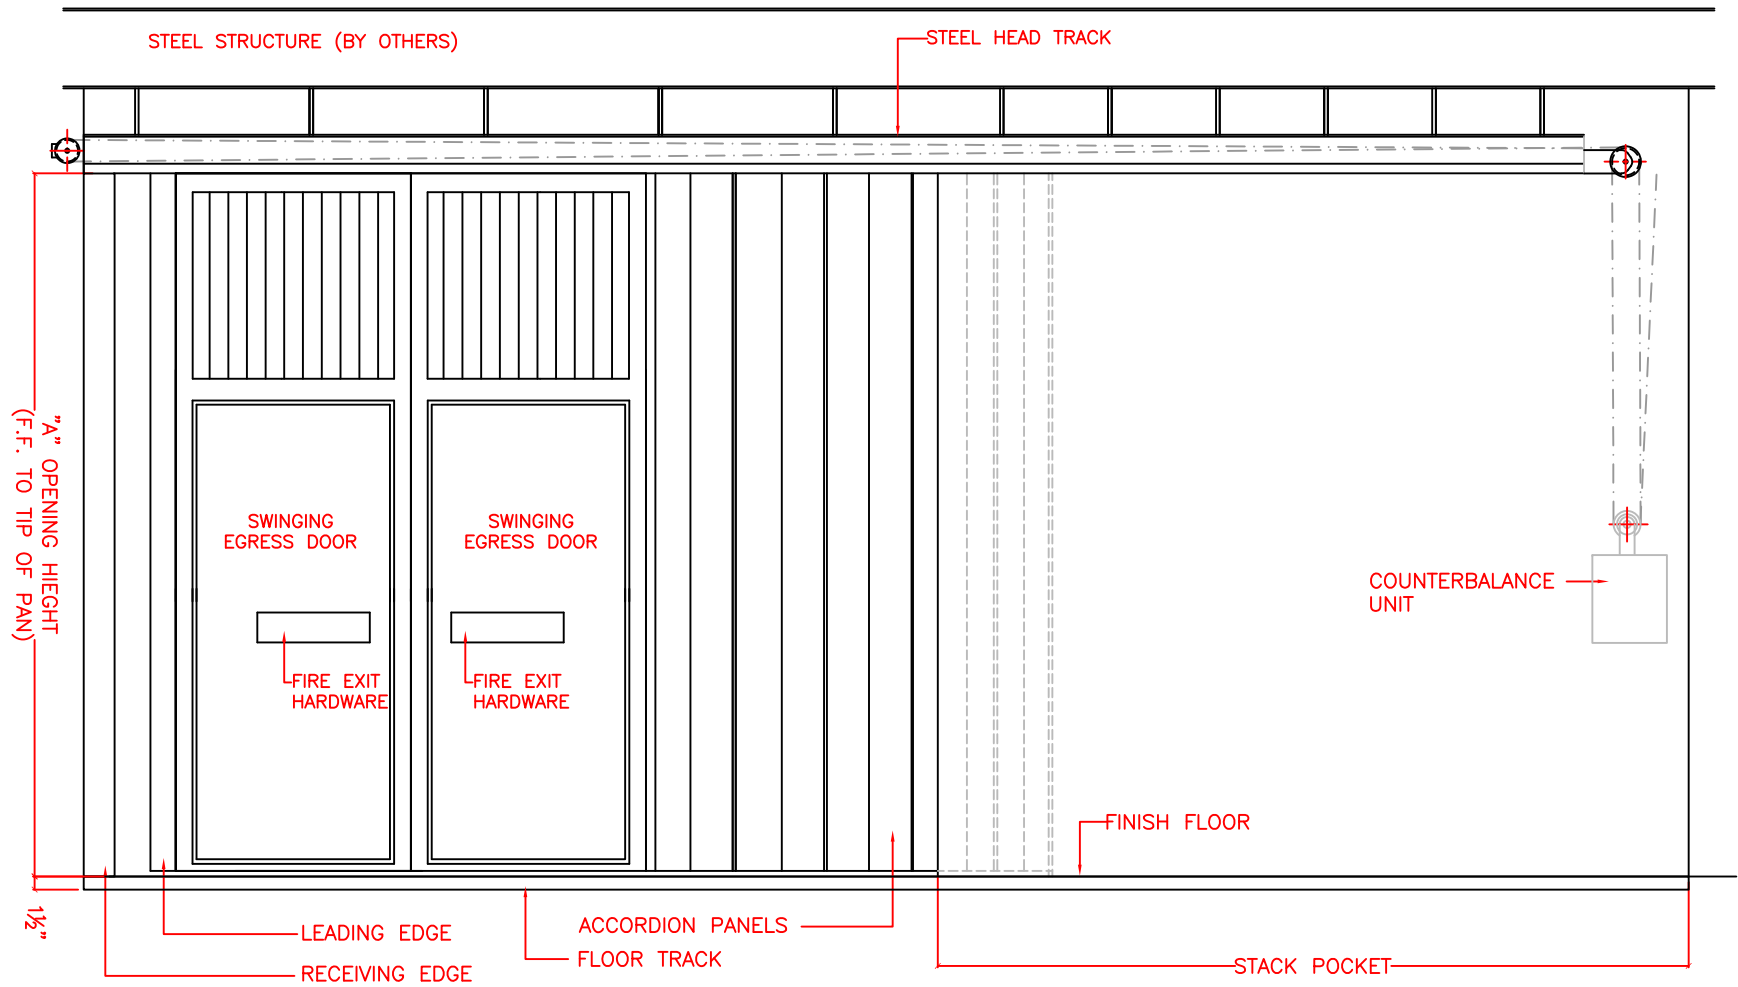 STEEL STRUCTURE (BY OTHERS)
STEEL HEAD TRACK
"A" OPENING HIEGHT
(F.F. TO TIP OF PAN)
SWINGING
EGRESS DOOR
SWINGING
EGRESS DOOR
COUNTERBALANCE
UNIT
FIRE EXIT
HARDWARE
FIRE EXIT
HARDWARE
FINISH FLOOR
1½"
LEADING EDGE
ACCORDION PANELS
FLOOR TRACK
RECEIVING EDGE
STACK POCKET